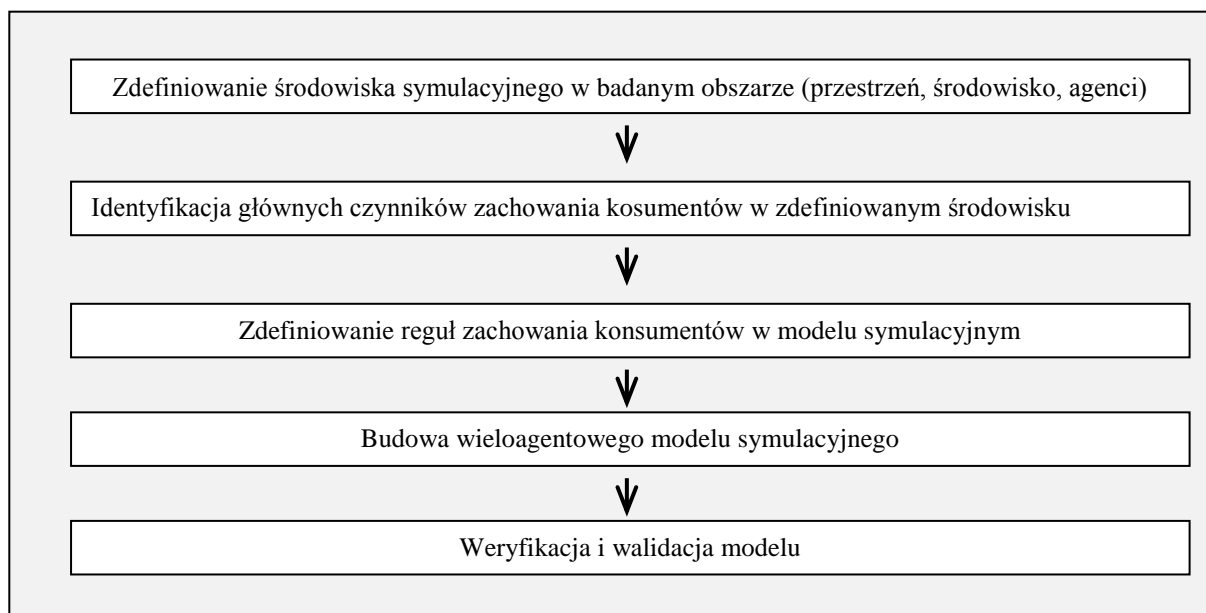 Zdefiniowanie środowiska symulacyjnego w badanym obszarze (przestrzeń, środowisko, agenci)
Identyfikacja głównych czynników zachowania kosumentów w zdefiniowanym środowisku
Zdefiniowanie reguł zachowania konsumentów w modelu symulacyjnym
Budowa wieloagentowego modelu symulacyjnego
Weryfikacja i walidacja modelu